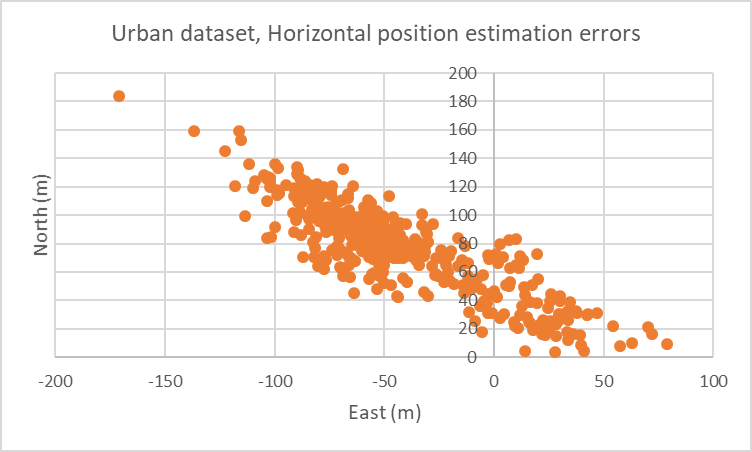 Urban dataset, Horizontal position estimation errors
200
180
160
140
120
100
80
60
40
20
0
North (m)
-200 -150 -100 -50 0 50 100
East (m)